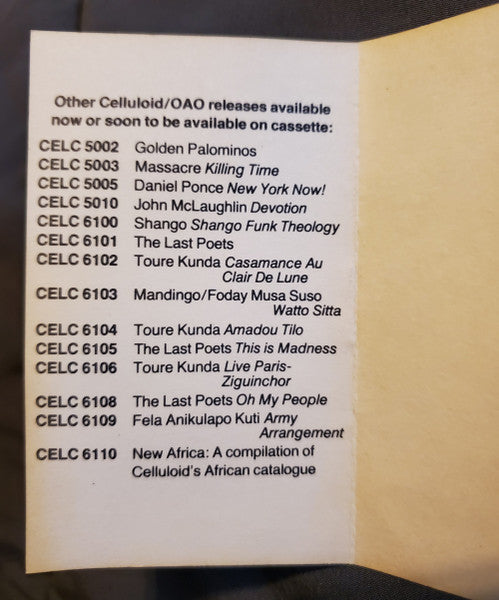 Other Celluloid/OAO releases available
now or soon to be available on cassette:
CELC 5002 Golden Palominos
CELC 5003 Massacre Killing Time
CELC 5005 Daniel Ponce New York Now!
CELC 5010 John McLaughlin Devotion
CELC 6100 Shango Shango Funk Theology
CELC 6101 The Last Poets
CELC 6102 Toure Kunda Casamance Au
Clair De Lune
CELC 6103 Mandingo/Foday Musa Suso
Watto Sitta
CELC 6104 Toure Kunda Amadou Tilo
CELC 6105 The Last Poets This is Madness
CELC 6106 Toure Kunda Live Paris-
Ziguinchor
CELC 6108 The Last Poets Oh My People
CELC 6109 Fela Anikulapo Kuti Army
Arrangement
CELC 6110 New Africa: A compilation of
Celluloid's African catalogue